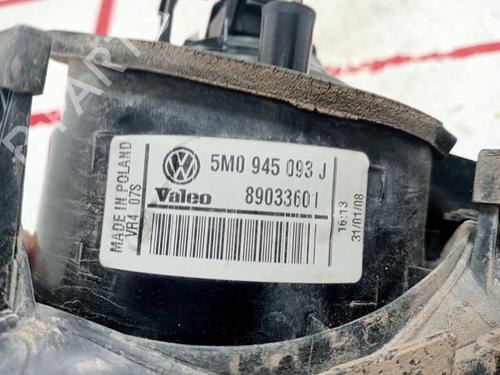 5M0 945 093 J
Valeo 89033601
MADE IN POLAND
VR4 07S
16:13
31/01/08